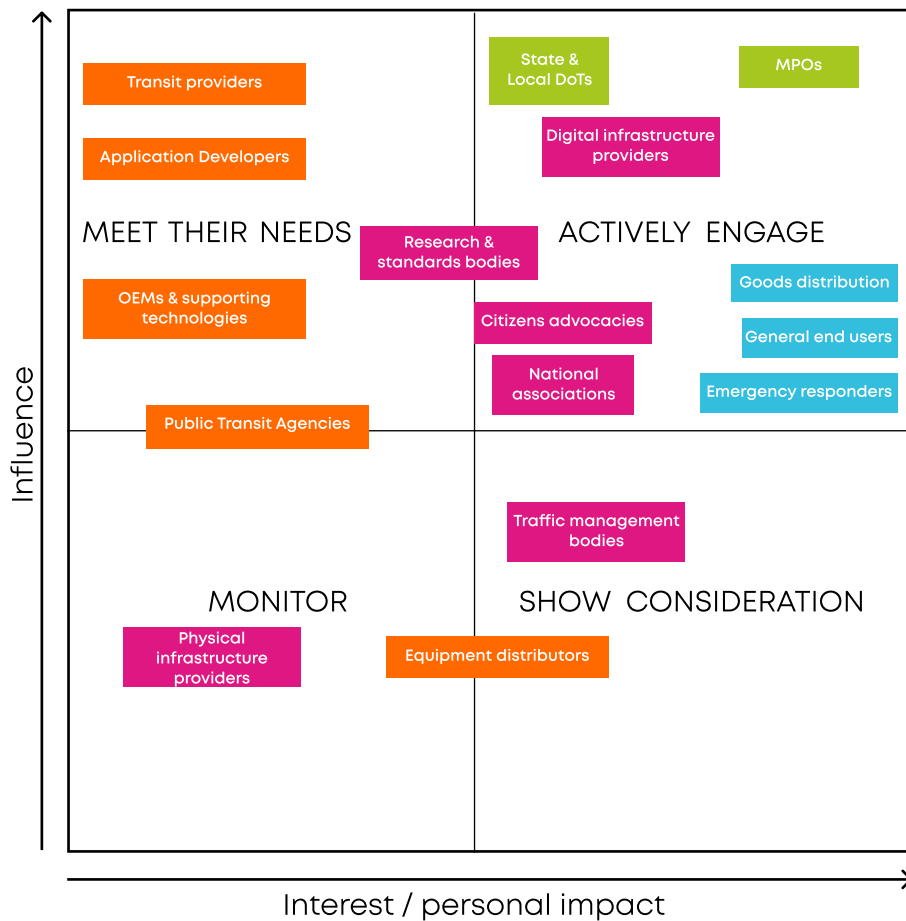 State &
Local DoTs
MPOs
Transit providers
Digital infrastructure
providers
Application Developers
MEET THEIR NEEDS
ACTIVELY ENGAGE
Research &
standards bodies
Goods distribution
OEMs & supporting
technologies
Citizens advocacies
General end users
National
associations
Emergency responders
Public Transit Agencies
Influence
Traffic management
bodies
MONITOR
SHOW CONSIDERATION
Physical
infrastructure
providers
Equipment distributors
Interest / personal impact